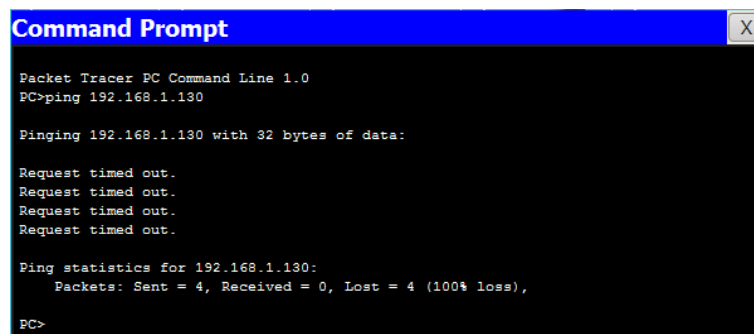 Command Prompt
X
Packet Tracer PC Command Line 1.0
PC>ping 192.168.1.130
Pinging 192.168.1.130 with 32 bytes of data:
Request timed out.
Request timed out.
Request timed out.
Request timed out.
Ping statistics for 192.168.1.130:
Packets: Sent = 4, Received = 0, Lost = 4 (100% loss),
PC>